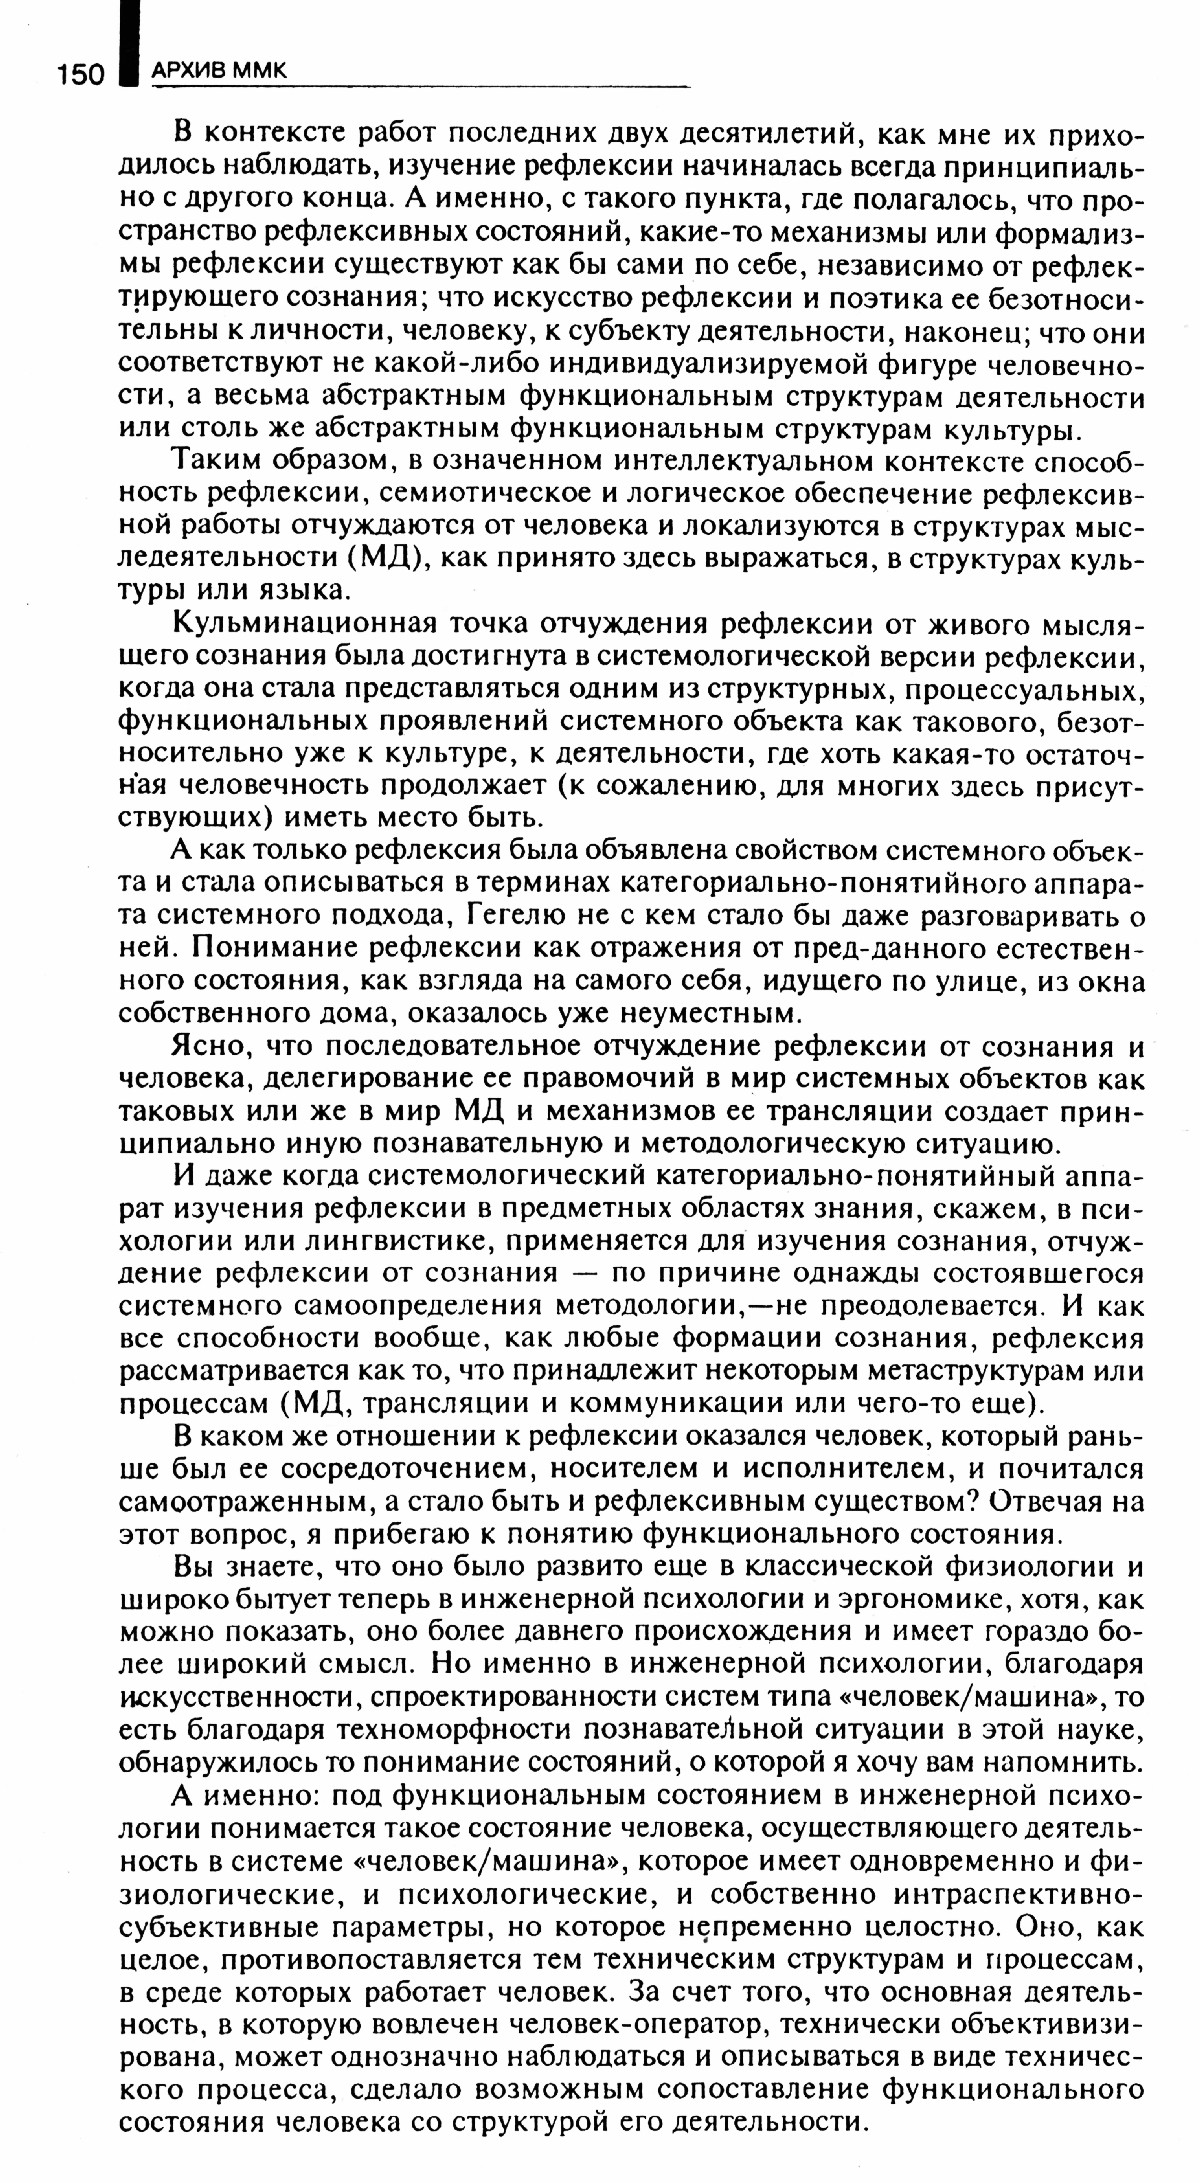 150 АРХИВ ММК
В контексте работ последних двух десятилетий, как мне их прихо-
дилось наблюдать, изучение рефлексии начиналась всегда принципиаль-
но с другого конца. А именно, с такого пункта, где полагалось, что про-
странство рефлексивных состояний, какие-то механизмы или формализ-
мы рефлексии существуют как бы сами по себе, независимо от рефлек-
тирующего сознания; что искусство рефлексии и поэтика ее безотноси-
тельны к личности, человеку, к субъекту деятельности, наконец; что они
соответствуют не какой-либо индивидуализируемой фигуре человечно-
сти, а весьма абстрактным функциональным структурам деятельности
или столь же абстрактным функциональным структурам культуры.
Таким образом, в означенном интеллектуальном контексте способ-
ность рефлексии, семиотическое и логическое обеспечение рефлексив-
ной работы отчуждаются от человека и локализуются в структурах мыс-
ледеятельности (МД), как принято здесь выражаться, в структурах куль-
туры или языка.
Кульминационная точка отчуждения рефлексии от живого мысля-
щего сознания была достигнута в системологической версии рефлексии,
когда она стала представляться одним из структурных, процессуальных,
функциональных проявлений системного объекта как такового, безот-
носительно уже к культуре, к деятельности, где хоть какая-то остаточ-
ная человечность продолжает (к сожалению, для многих здесь присут-
ствующих) иметь место быть.
А как только рефлексия была объявлена свойством системного объек-
та и стала описываться в терминах категориально-понятийного аппара-
та системного подхода, Гегелю не с кем стало бы даже разговаривать о
ней. Понимание рефлексии как отражения от пред-данного естествен-
ного состояния, как взгляда на самого себя, идущего по улице, из окна
собственного дома, оказалось уже неуместным.
Ясно, что последовательное отчуждение рефлексии от сознания и
человека, делегирование ее правомочий в мир системных объектов как
таковых или же в мир МД и механизмов ее трансляции создает прин-
ципиально иную познавательную и методологическую ситуацию.
И даже когда системологический категориально-понятийный аппа-
рат изучения рефлексии в предметных областях знания, скажем, в пси-
хологии или лингвистике, применяется для изучения сознания, отчуж-
дение рефлексии от сознания — по причине однажды состоявшегося
системного самоопределения методологии,—не преодолевается. И как
все способности вообще, как любые формации сознания, рефлексия
рассматривается как то, что принадлежит некоторым метаструктурам или
процессам (МД, трансляции и коммуникации или чего-то еще).
В каком же отношении к рефлексии оказался человек, который рань-
ше был ее сосредоточением, носителем и исполнителем, и почитался
самоотраженным, а стало быть и рефлексивным существом? Отвечая на
этот вопрос, я прибегаю к понятию функционального состояния.
Вы знаете, что оно было развито еще в классической физиологии и
широко бытует теперь в инженерной психологии и эргономике, хотя, как
можно показать, оно более давнего происхождения и имеет гораздо бо-
лее широкий смысл. Но именно в инженерной психологии, благодаря
искусственности, спроектированности систем типа «человек/машина», то
есть благодаря техноморфности познавательной ситуации в этой науке,
обнаружилось то понимание состояний, о которой я хочу вам напомнить.
А именно: под функциональным состоянием в инженерной психо-
логии понимается такое состояние человека, осуществляющего деятель-
ность в системе «человек/машина», которое имеет одновременно и фи-
зиологические, и психологические, и собственно интраспективно-
субъективные параметры, но которое непременно целостно. Оно, как
целое, противопоставляется тем техническим структурам и процессам,
в среде которых работает человек. За счет того, что основная деятель-
ность, в которую вовлечен человек-оператор, технически объективизи-
рована, может однозначно наблюдаться и описываться в виде техничес-
кого процесса, сделало возможным сопоставление функционального
состояния человека со структурой его деятельности.